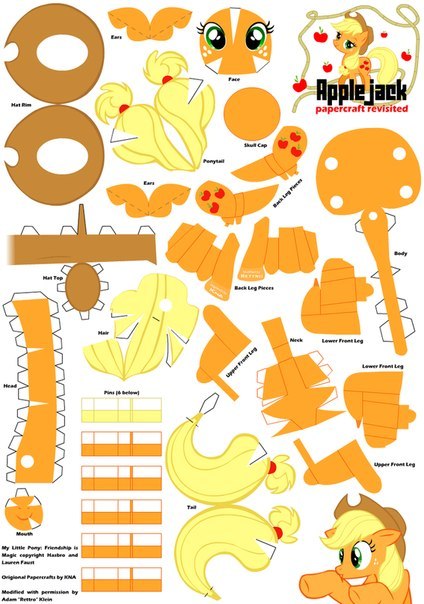 Ears
Face
Apple jack
papercraft revisited
Hat Rim
Skull Cap
Ponytail
Ears
Back Leg Pieces
Body
Hat Top
Back Leg Pieces
Hair
Upper Front Leg
Neck
Lower Front Leg
Lower Front Leg
Head
Pins (6 below)
Upper Front Leg
Tail
Mouth
My Little Pony: Friendship is
Magic copyright Hasbro and
Lauren Faust
Origional Papercrafts by KNA
Modified with permission by
Adam "Rettro" Klein